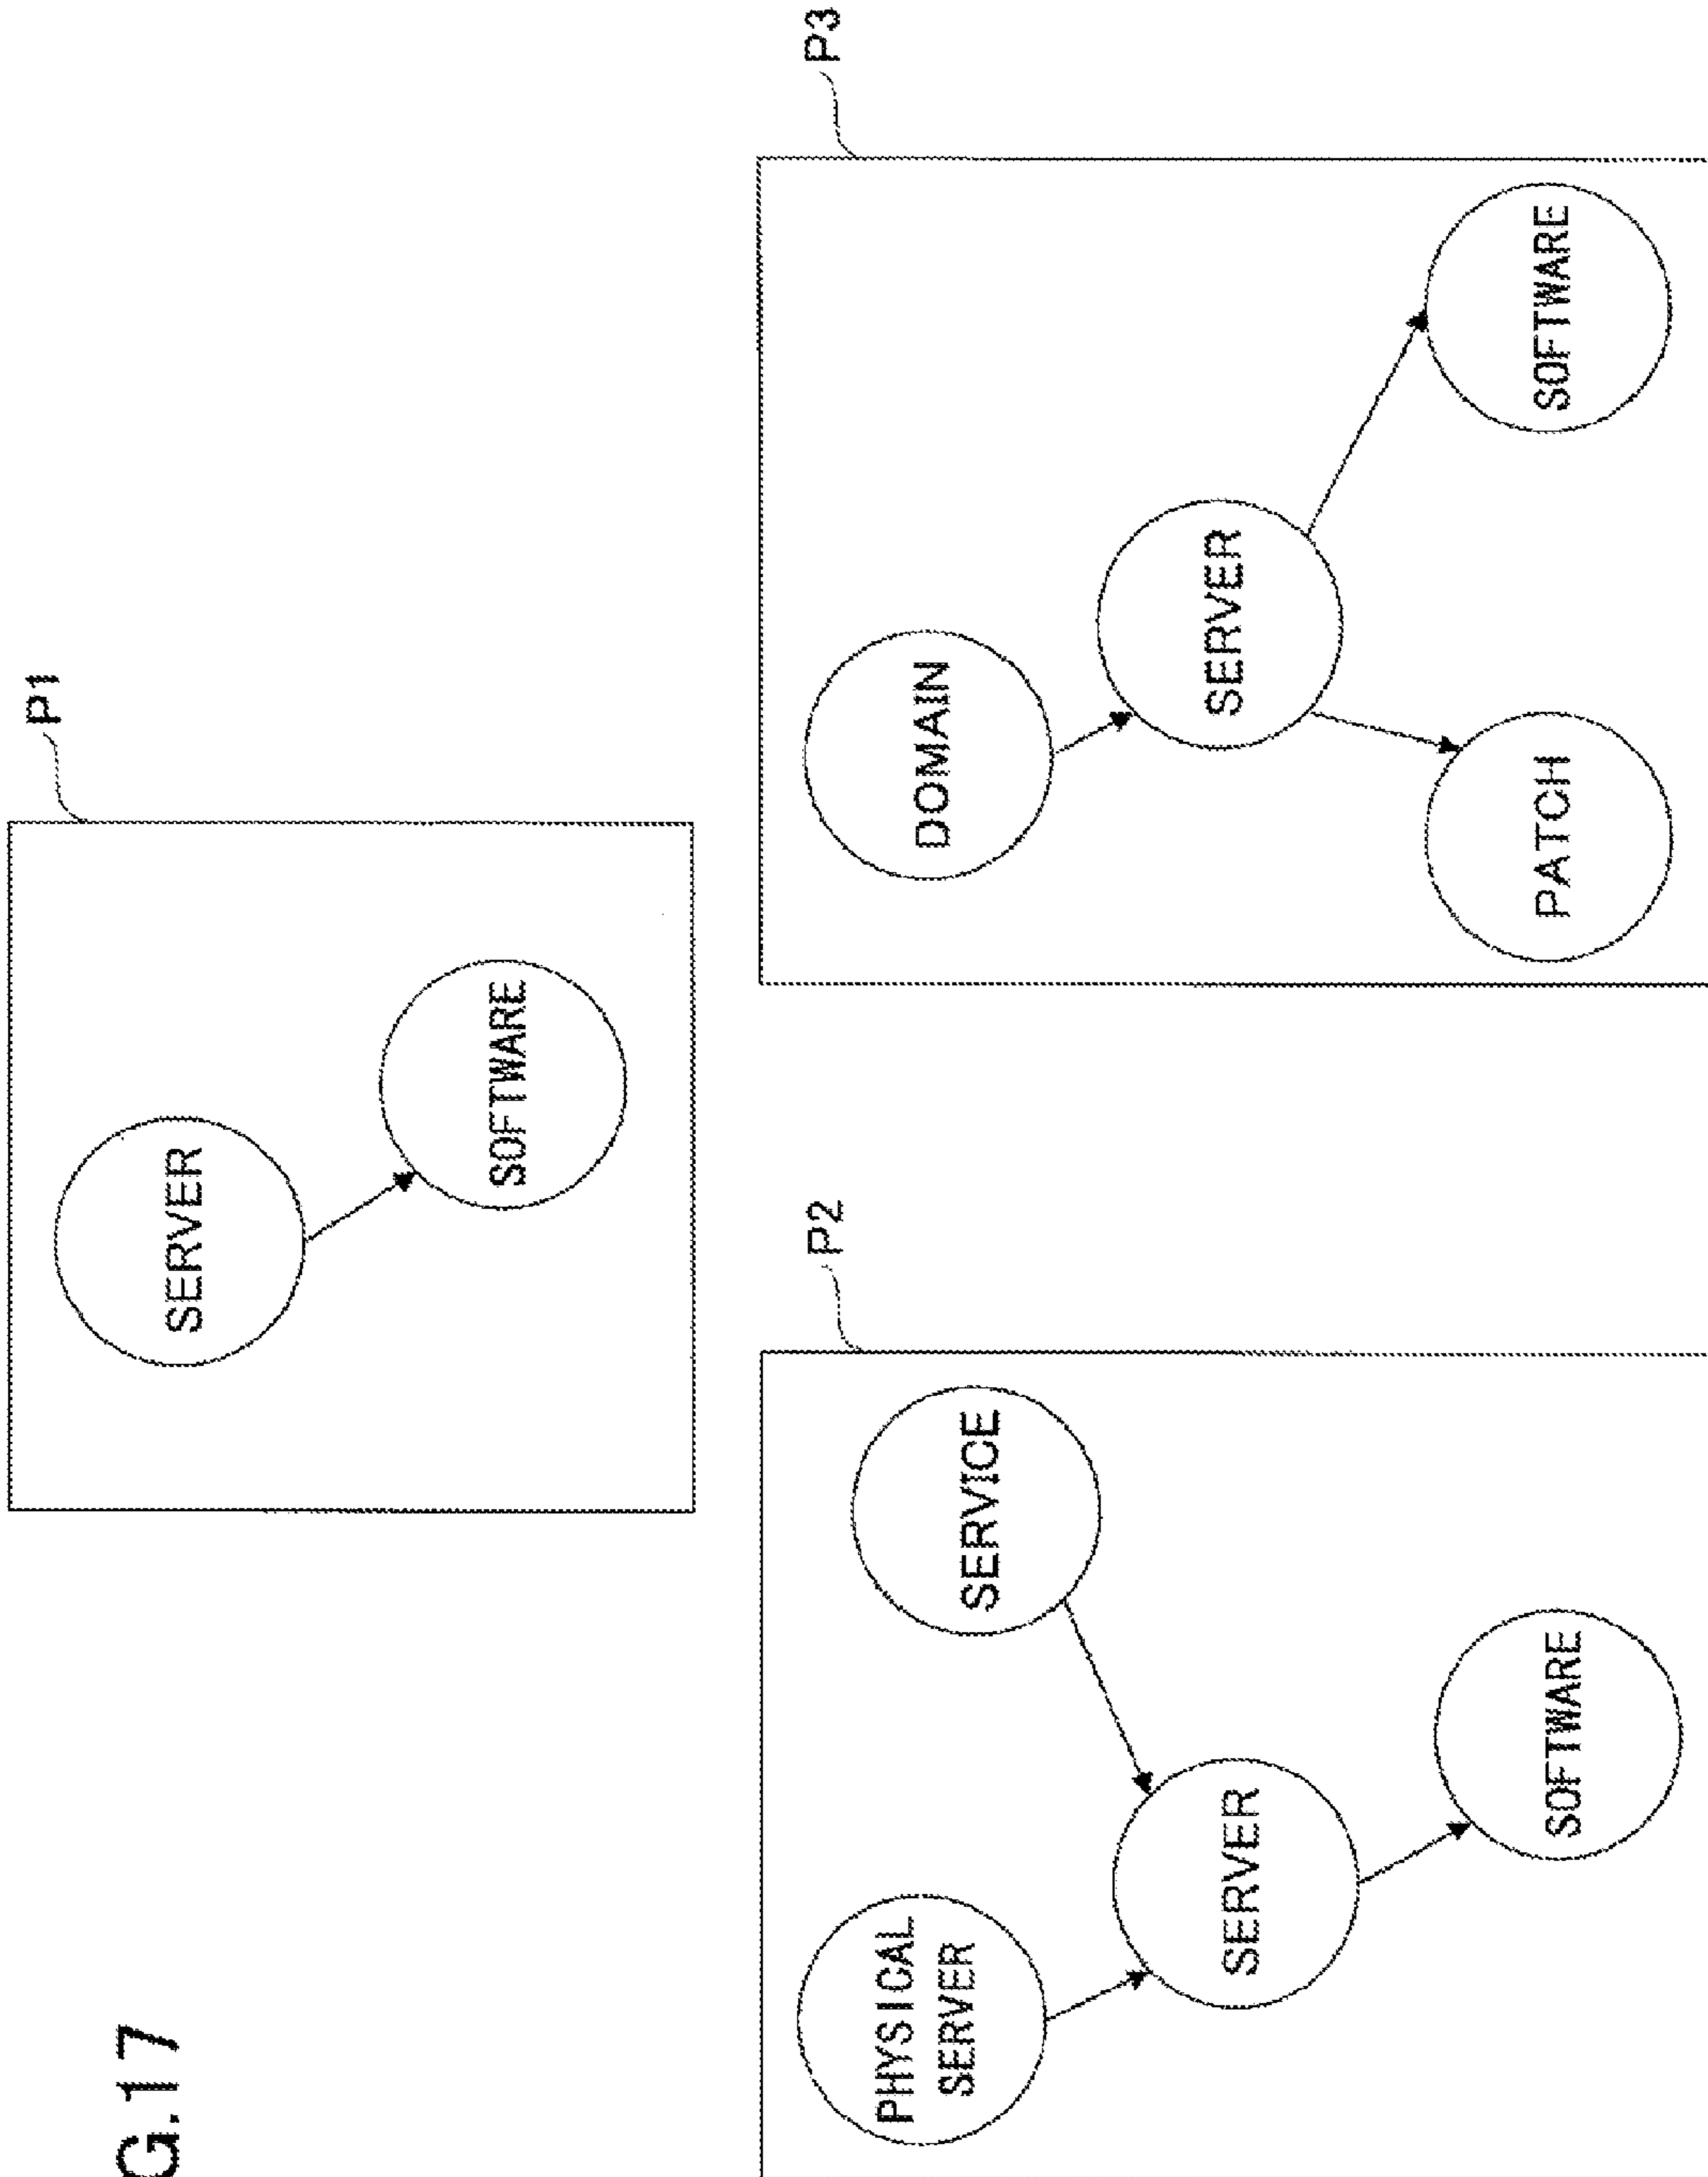 G.17
P1
SERVER
SOFTWARE
P2
PHYSICAL
SERVER
SERVICE
SERVER
SOFTWARE
P3
DOMAIN
SERVER
PATCH
SOFTWARE